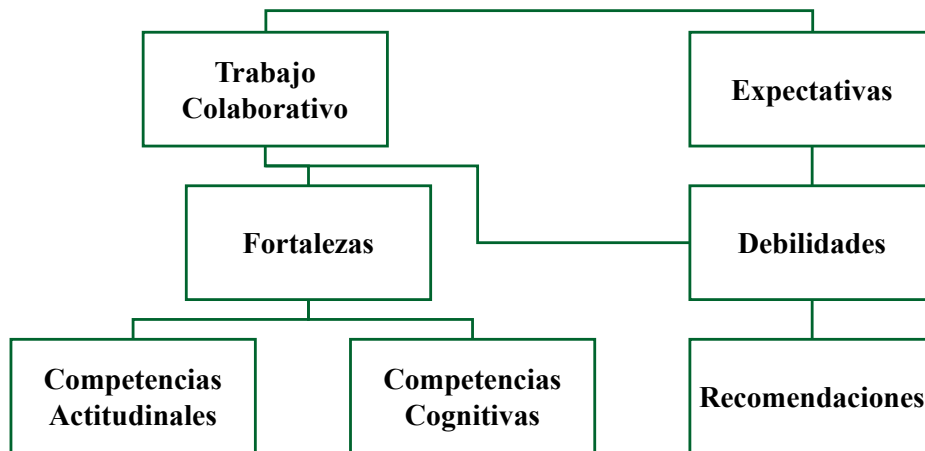 Trabajo
Colaborativo
Expectativas
Fortalezas
Debilidades
Competencias
Actitudinales
Competencias
Cognitivas
Recomendaciones